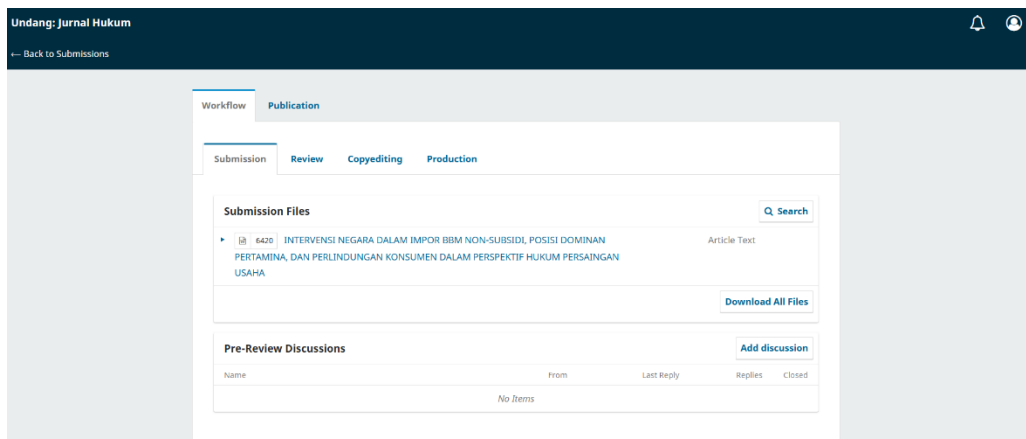 Undang: Jurnal Hukum
← Back to Submissions
Workflow Publication
Submission Review Copyediting Production
Submission Files Search
6420 INTERVENSI NEGARA DALAM IMPOR BBM NON-SUBSIDI, POSISI DOMINAN Article Text
PERTAMINA, DAN PERLINDUNGAN KONSUMEN DALAM PERSPEKTIF HUKUM PERSAINGAN
USAHA
Download All Files
Pre-Review Discussions Add discussion
Name From Last Reply Replies Closed
No Items